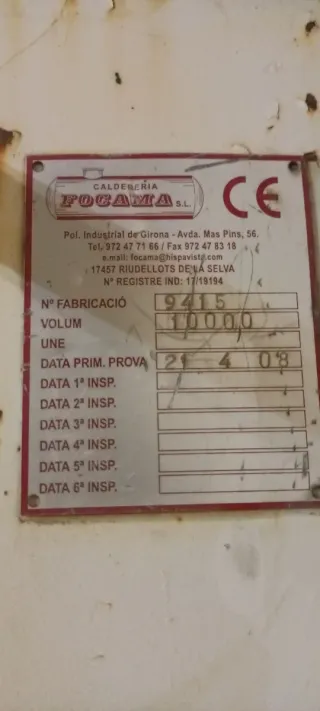 CALDERERIA
FOCAMA S.L.
CE
Pol. Industrial de Girona - Avda. Mas Pins, 56.
Tel. 972 47 71 66 / Fax 972 47 83 18
e.mail: focama@hispavista.com
17457 RIUDELLOTS DE LA SELVA
Nº REGISTRE IND: 17/19194
Nº FABRICACIÓ 9415
VOLUM 10000
UNE
DATA PRIM. PROVA 21 4 08
DATA 1ª INSP.
DATA 2ª INSP.
DATA 3ª INSP.
DATA 4ª INSP.
DATA 5ª INSP.
DATA 6ª INSP.